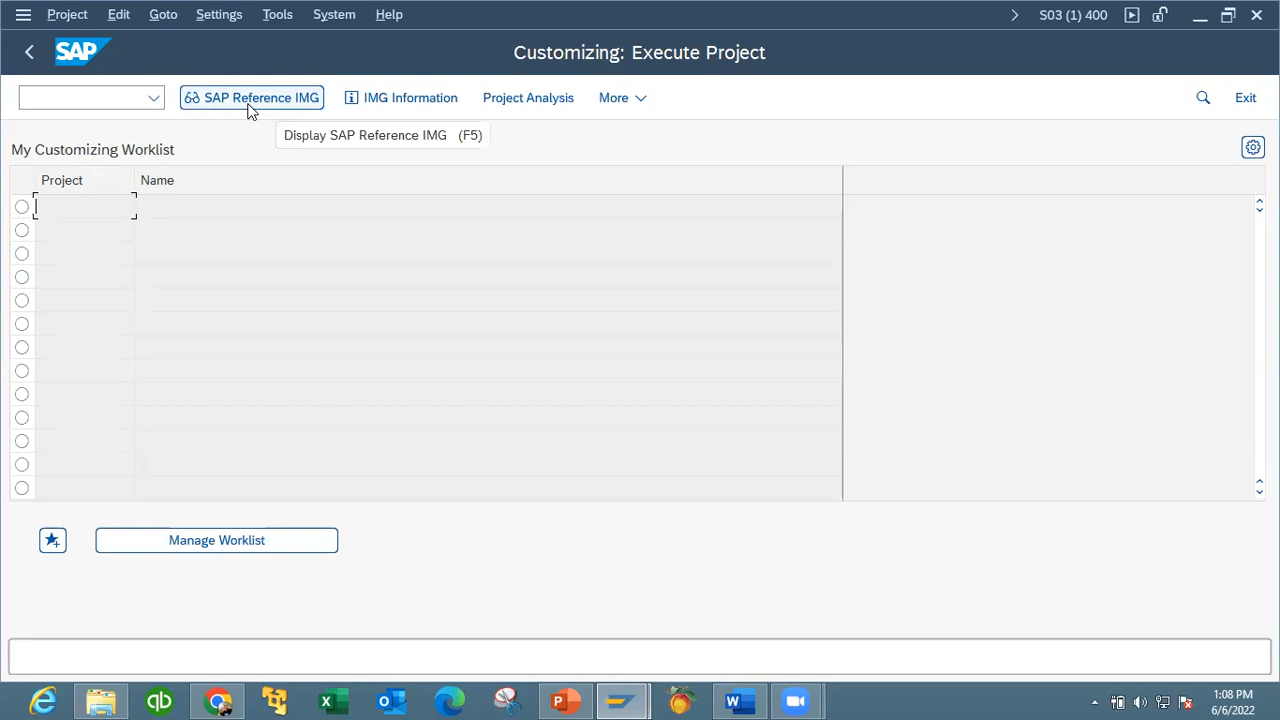 Project Edit Goto Settings Tools System Help S03 (1) 400
SAP Customizing: Execute Project
SAP Reference IMG IMG Information Project Analysis More Exit
Display SAP Reference IMG (F5)
My Customizing Worklist
Project Name
Manage Worklist
1:08 PM
6/6/2022